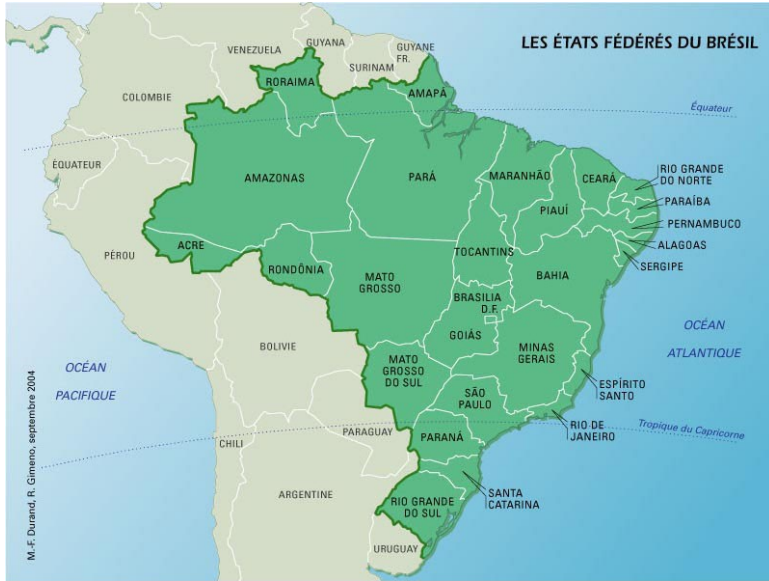 LES ÉTATS FÉDÉRÉS DU BRÉSIL
GUYANA
VENEZUELA
GUYANE
FR.
SURINAM
COLOMBIE
RORAIMA
AMAPÁ
Équateur
ÉQUATEUR
AMAZONAS
PARÁ
MARANHÃO
CEARÁ
RIO GRANDE
DO NORTE
PARAÍBA
PIAUÍ
PERNAMBUCO
ALAGOAS
SERGIPE
ACRE
PÈROU
RONDÔNIA
TOCANTINS
MATO
GROSSO
BAHIA
BRASILIA
D.F.
GOIÁS
BOLIVIE
MINAS
GERAIS
OCÉAN
ATLANTIQUE
OCÉAN
PACIFIQUE
MATO
GROSSO
DO SUL
ESPÍRITO
SANTO
SÃO
PAULO
RIO DE
JANEIRO
Tropique du Capricorne
PARAGUAY
CHILI
PARANÁ
ARGENTINE
SANTA
CATARINA
RIO GRANDE
DO SUL
URUGUAY
M.-F. Durand, R. Gimeno, septembre 2004